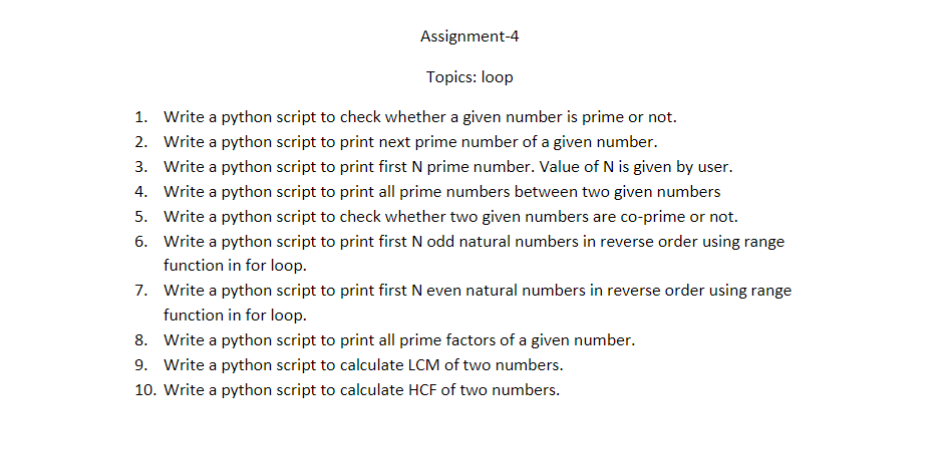 Assignment-4
Topics: loop
1. Write a python script to check whether a given number is prime or not.
2. Write a python script to print next prime number of a given number.
3. Write a python script to print first N prime number. Value of N is given by user.
4. Write a python script to print all prime numbers between two given numbers
5. Write a python script to check whether two given numbers are co-prime or not.
6. Write a python script to print first N odd natural numbers in reverse order using range
function in for loop.
7. Write a python script to print first N even natural numbers in reverse order using range
function in for loop.
8. Write a python script to print all prime factors of a given number.
9. Write a python script to calculate LCM of two numbers.
10. Write a python script to calculate HCF of two numbers.